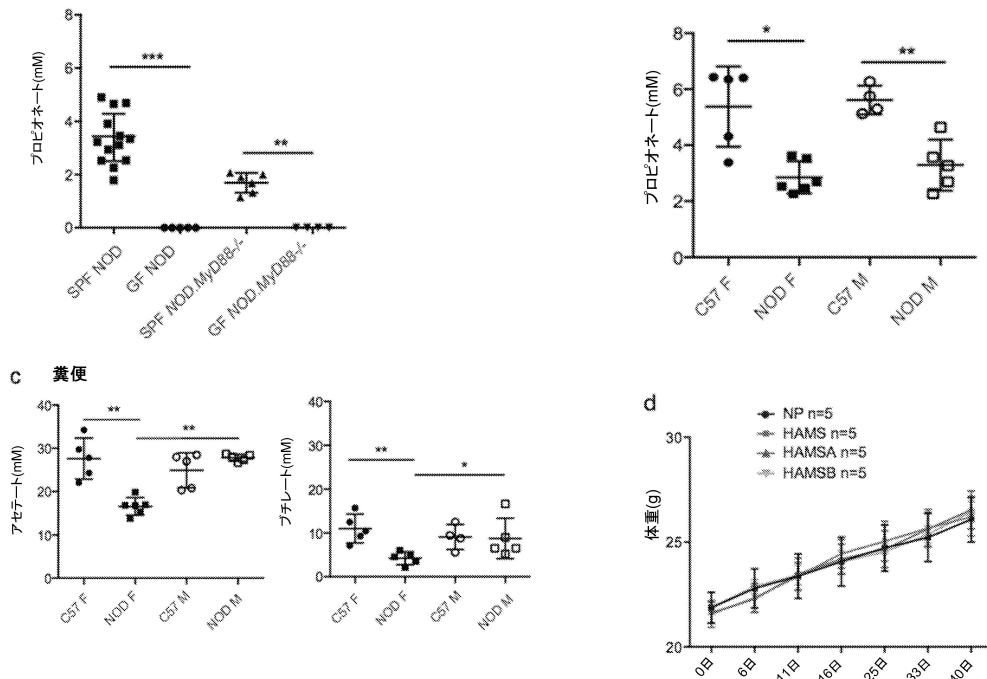 8
6
4
2
0
プロピオネート(mM)
***
**
SPF NOD
GF NOD
SPF NOD.MyD88-/-
GF NOD.MyD88-/-
8
6
4
2
0
プロピオネート(mM)
*
**
C57 F
NOD F
C57 M
NOD M
c 糞便
40
30
20
10
0
アセテート(mM)
**
**
C57 F
NOD F
C57 M
NOD M
40
30
20
10
0
ブチレート(mM)
**
*
C57 F
NOD F
C57 M
NOD M
d
NP n=5
HAMS n=5
HAMSA n=5
HAMSB n=5
30
25
20
体重(g)
0日
6日
11日
16日
25日
33日
40日